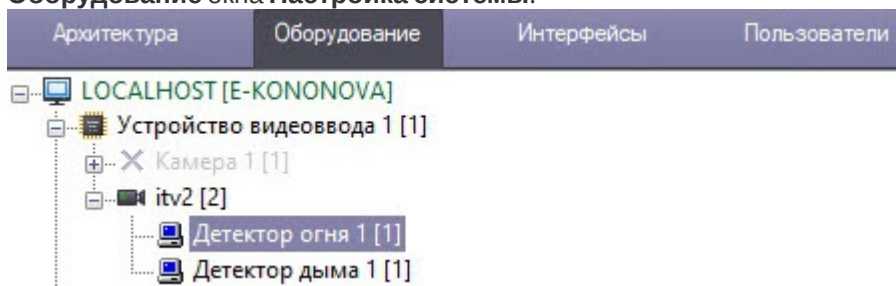 Оборудование окна Настройка системы.
Архитектура Оборудование Интерфейсы Пользователи
LOCALHOST [E-KONONOVA]
Устройство видеоввода 1 [1]
Камера 1 [1]
itv2 [2]
Детектор огня 1 [1]
Детектор дыма 1 [1]